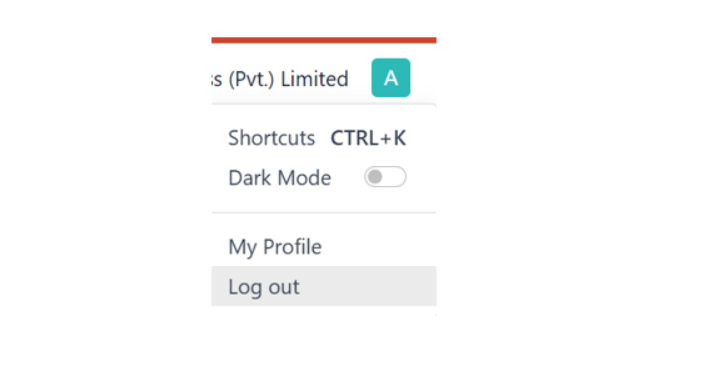 (Pvt.) Limited A
Shortcuts CTRL+K
Dark Mode
My Profile
Log out